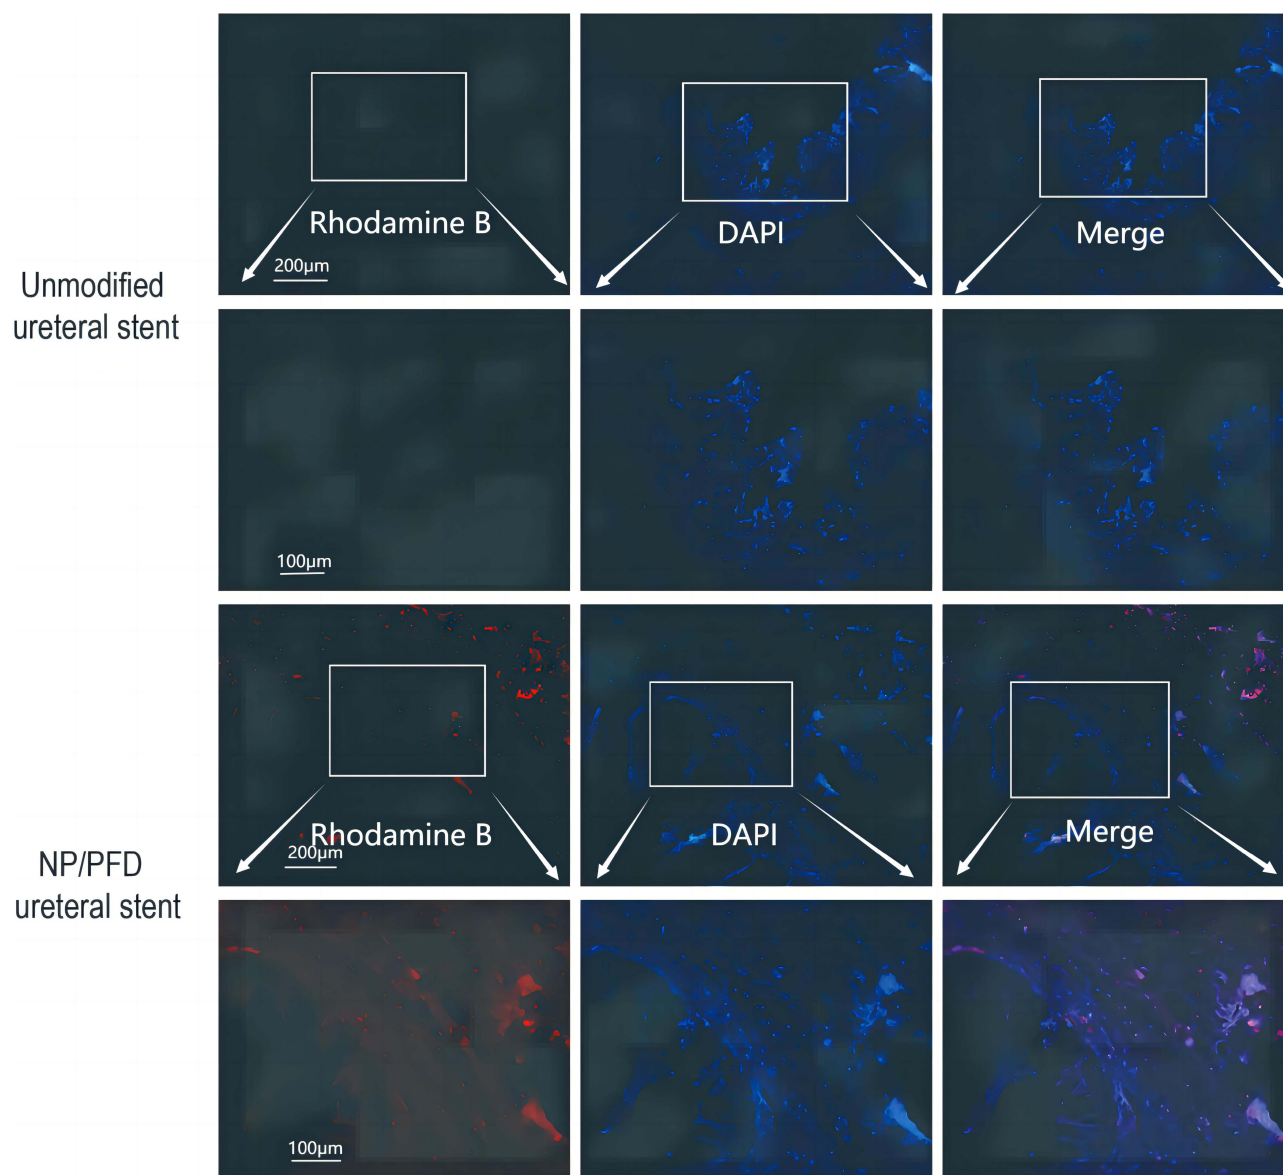 Unmodified
ureteral stent
Rhodamine B
200μm
DAPI
Merge
100μm
NP/PFD
ureteral stent
Rhodamine B
200μm
DAPI
Merge
100μm